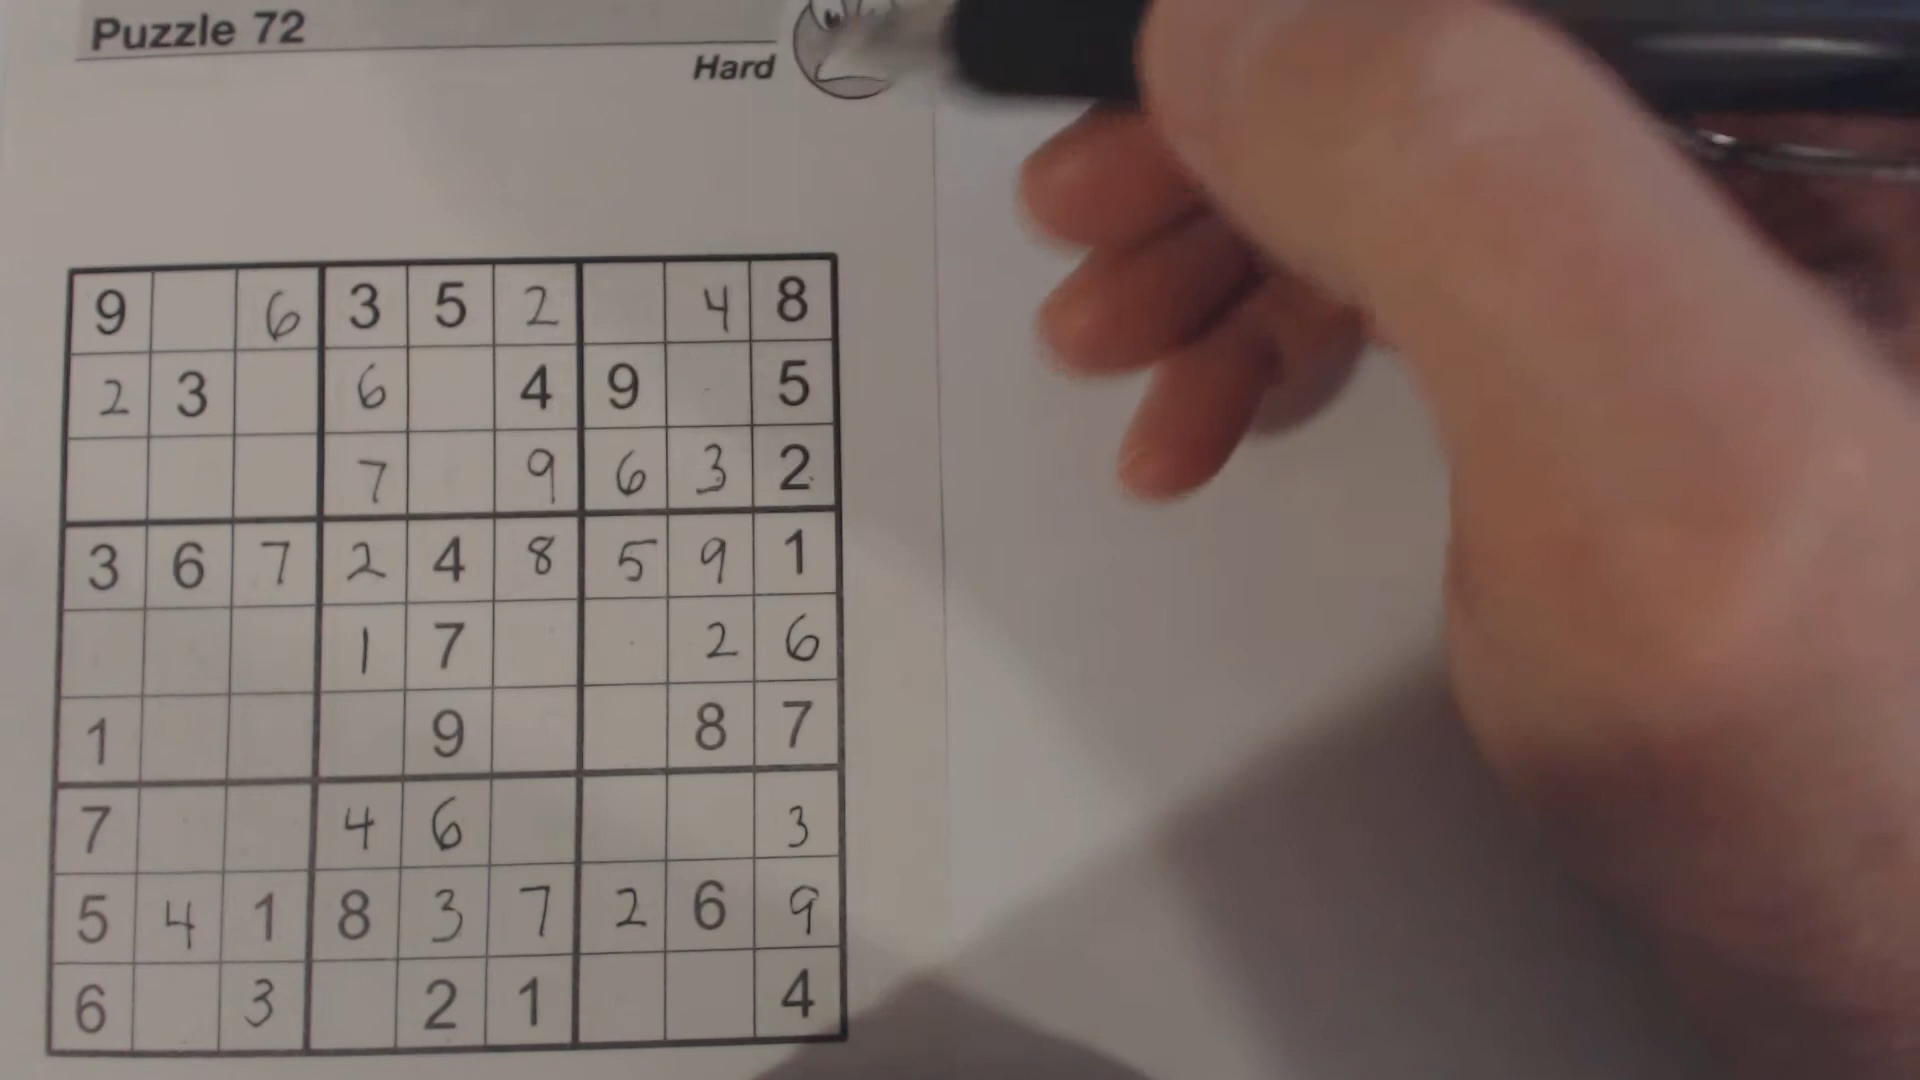 Puzzle 72
Hard
9 6 3 5 2 4 8
2 3 6 4 9 5
7 9 6 3 2
3 6 7 2 4 8 5 9 1
1 7 2 6
1 9 8 7
7 4 6 3
5 4 1 8 3 7 2 6 9
6 3 2 1 4